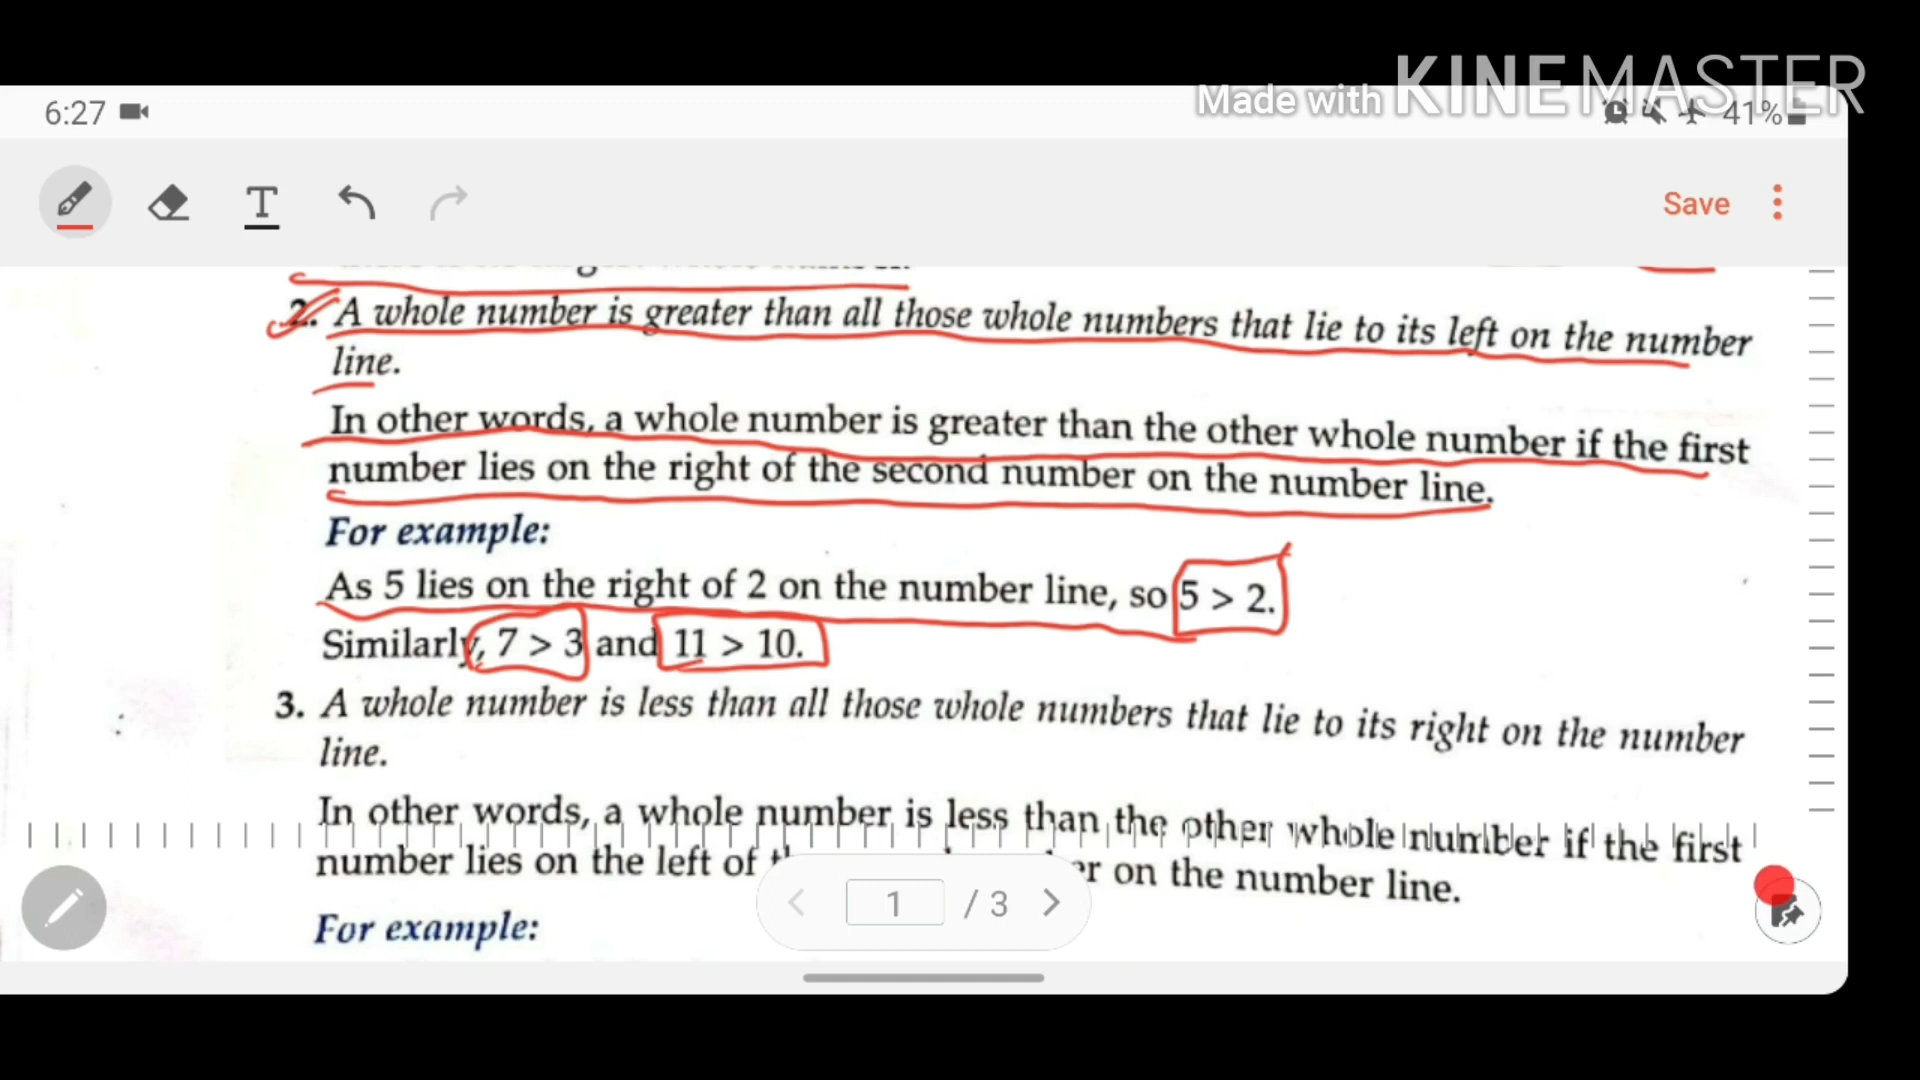 Made with KINEMASTER
6:27
41%
T
Save
2. A whole number is greater than all those whole numbers that lie to its left on the number
line.
In other words, a whole number is greater than the other whole number if the first
number lies on the right of the second number on the number line.
For example:
As 5 lies on the right of 2 on the number line, so 5 > 2.
Similarly, 7 > 3 and 11 > 10.
3. A whole number is less than all those whole numbers that lie to its right on the number
line.
In other words, a whole number is less than the other whole number if the first
number lies on the left of on the number line.
For example:
1 / 3